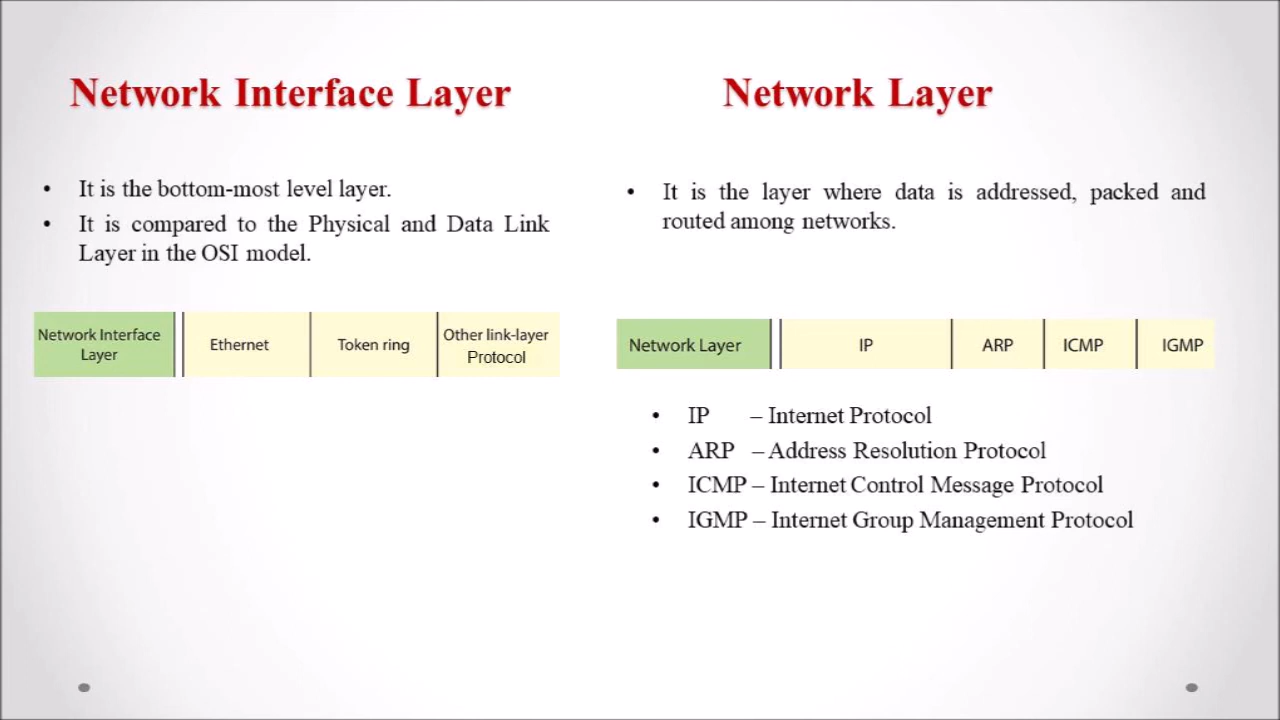 Network Interface Layer
• It is the bottom-most level layer.
• It is compared to the Physical and Data Link
Layer in the OSI model.
Network Interface
Layer
Ethernet
Token ring
Other link-layer
Protocol
Network Layer
• It is the layer where data is addressed, packed and
routed among networks.
Network Layer
IP
ARP
ICMP
IGMP
• IP – Internet Protocol
• ARP – Address Resolution Protocol
• ICMP – Internet Control Message Protocol
• IGMP – Internet Group Management Protocol